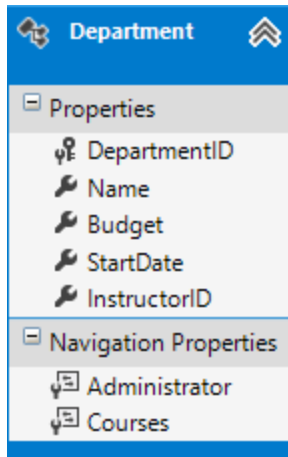 Department
Properties
DepartmentID
Name
Budget
StartDate
InstructorID
Navigation Properties
Administrator
Courses